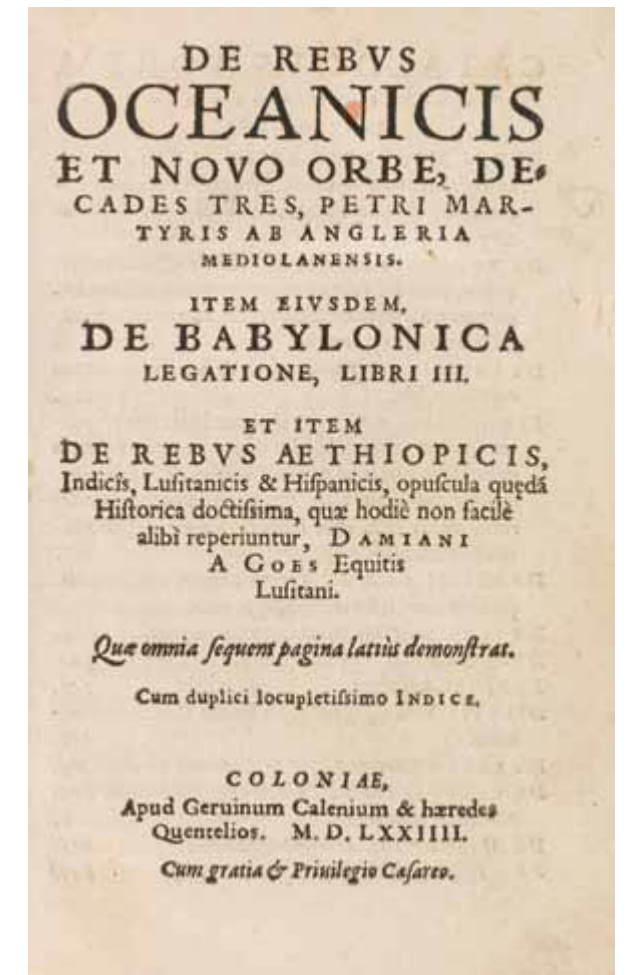 DE REBVS
OCEANICIS
ET NOVO ORBE, DE-
CADES TRES, PETRI MAR-
TYRIS AB ANGLERIA
MEDIOLANENSIS.
ITEM EIVSDEM,
DE BABYLONICA
LEGATIONE, LIBRI III.
ET ITEM
DE REBVS AETHIOPICIS,
Indicîs, Luſitanicis & Hiſpanicis, opuſcula quędã
Hiſtorica doctiſsima, quæ hodiè non facilè
alibì reperiuntur, DAMIANI
A GOES Equitis
Luſitani.
Quæ omnia ſequens pagina latiùs demonſtrat.
Cum duplici locupletiſsimo INDICE.
COLONIAE,
Apud Geruinum Calenium & hæredes
Quentelios. M. D. LXXIIII.
Cum gratia & Priuilegio Cæſareo.